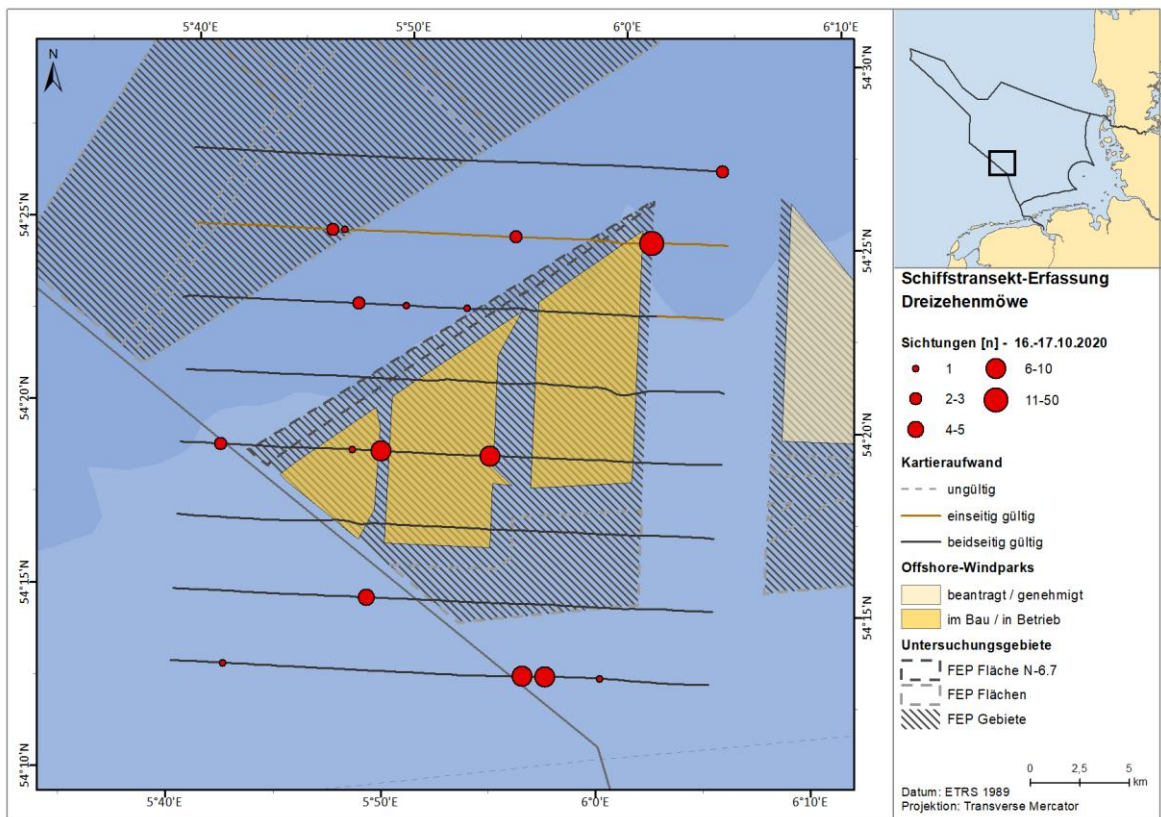 5°40'E 5°50'E 6°0'E 6°10'E
N
54°30'N
54°25'N
54°25'N
54°20'N
54°20'N
54°15'N
54°15'N
54°10'N
5°40'E 5°50'E 6°0'E 6°10'E
Schiffstransekt-Erfassung
Dreizehenmöwe
Sichtungen [n] - 16.-17.10.2020
1 6-10
2-3 11-50
4-5
Kartieraufwand
ungültig
einseitig gültig
beidseitig gültig
Offshore-Windparks
beantragt / genehmigt
im Bau / in Betrieb
Untersuchungsgebiete
FEP Fläche N-6.7
FEP Flächen
FEP Gebiete
0 2,5 5
km
Datum: ETRS 1989
Projektion: Transverse Mercator